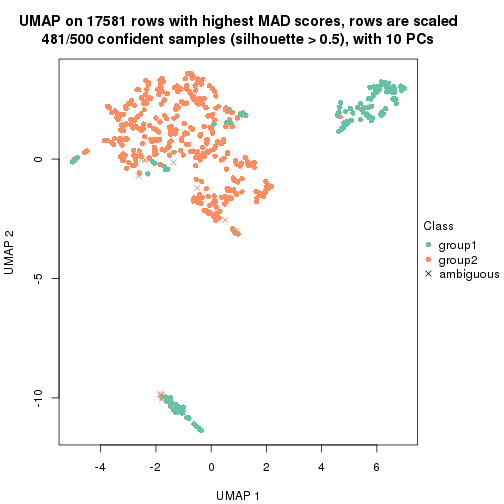 UMAP on 17581 rows with highest MAD scores, rows are scaled
481/500 confident samples (silhouette > 0.5), with 10 PCs
0
-5
-10
UMAP 2
-4
-2
0
2
4
6
UMAP 1
Class
group1
group2
ambiguous